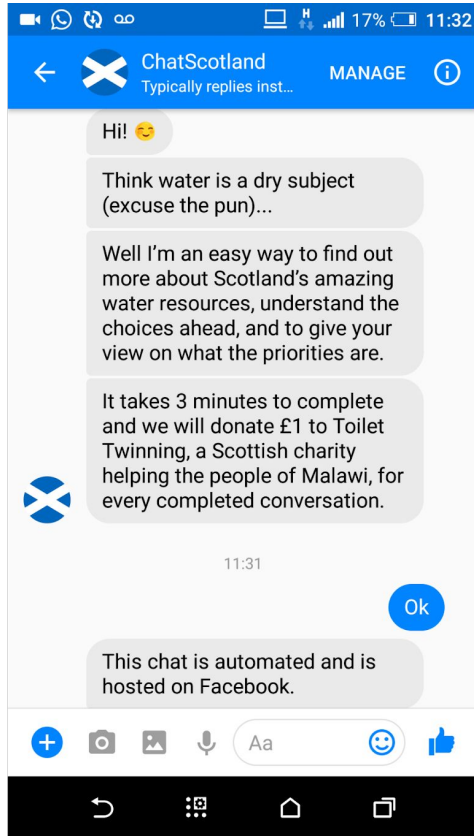 H 17% 11:32
ChatScotland
Typically replies inst...
MANAGE
Hi! 😊
Think water is a dry subject
(excuse the pun)...
Well I'm an easy way to find out
more about Scotland's amazing
water resources, understand the
choices ahead, and to give your
view on what the priorities are.
It takes 3 minutes to complete
and we will donate £1 to Toilet
Twinning, a Scottish charity
helping the people of Malawi, for
every completed conversation.
11:31
Ok
This chat is automated and is
hosted on Facebook.
Aa